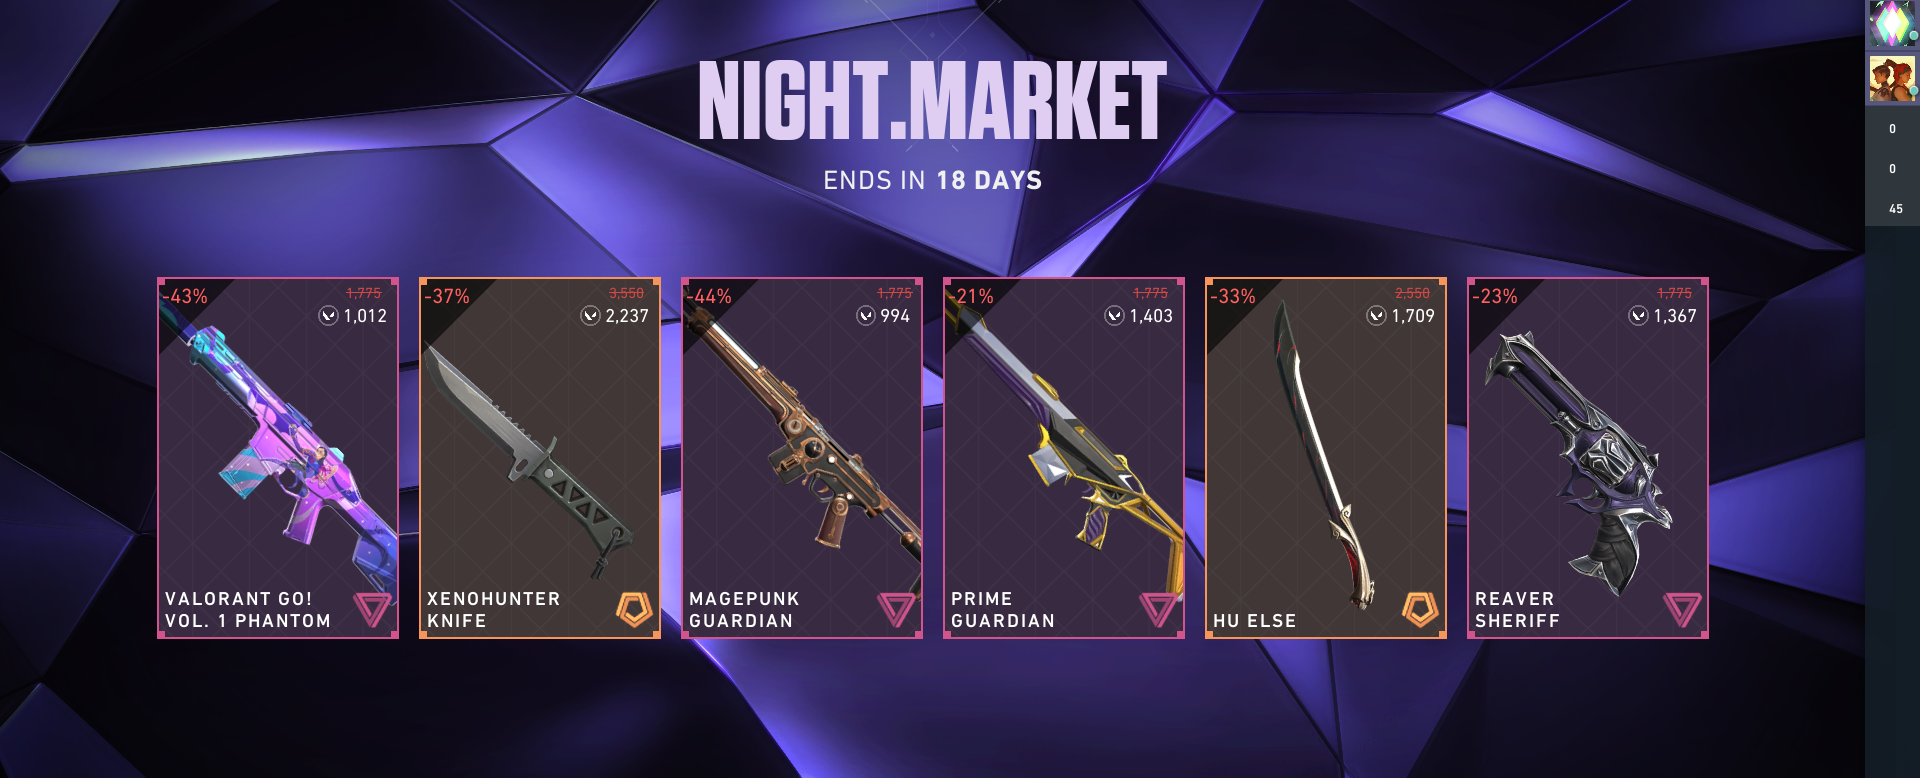 NIGHT.MARKET
ENDS IN 18 DAYS
-43%
1,775
1,012
VALORANT GO!
VOL. 1 PHANTOM
-37%
3,550
2,237
XENOHUNTER
KNIFE
-44%
1,775
994
MAGEPUNK
GUARDIAN
-21%
1,775
1,403
PRIME
GUARDIAN
-33%
2,550
1,709
HU ELSE
-23%
1,775
1,367
REAVER
SHERIFF
0
0
45